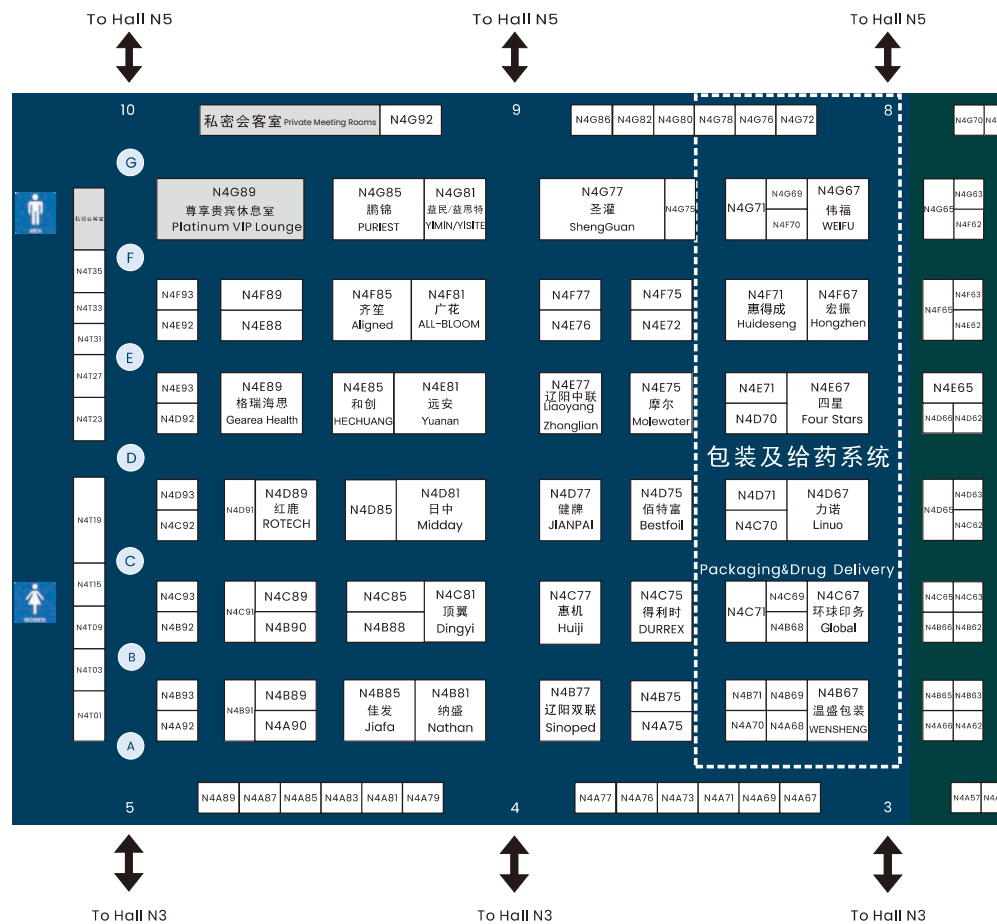 To Hall N5
To Hall N5
To Hall N5
10
9
8
私密会客室 Private Meeting Rooms
N4G92
N4G86
N4G82
N4G80
N4G78
N4G76
N4G72
N4G70
G
MEN
私密会客室
N4G89
尊享贵宾休息室
Platinum VIP Lounge
N4G85
鹏锦
PURIEST
N4G81
益民/益思特
YIMIN/YISITE
N4G77
圣灌
ShengGuan
N4G75
N4G71
N4G69
N4F70
N4G67
伟福
WEIFU
N4G65
N4G63
N4F62
F
N4T35
N4T33
N4T31
N4T27
N4T23
N4F93
N4E92
N4F89
N4E88
N4F85
齐笙
Aligned
N4F81
广花
ALL-BLOOM
N4F77
N4E76
N4F75
N4E72
N4F71
惠得成
Huideseng
N4F67
宏振
Hongzhen
N4F65
N4F63
N4E62
E
N4E93
N4D92
N4E89
格瑞海思
Gearea Health
N4E85
和创
HECHUANG
N4E81
远安
Yuanan
N4E77
辽阳中联
Liaoyang
Zhonglian
N4E75
摩尔
Molewater
N4E71
N4D70
N4E67
四星
Four Stars
N4E65
N4D66
N4D62
D
包装及给药系统
N4T19
N4T15
N4T09
N4T03
N4T01
N4D93
N4C92
N4D91
N4D89
红鹿
ROTECH
N4D85
N4D81
日中
Midday
N4D77
健牌
JIANPAI
N4D75
佰特富
Bestfoil
N4D71
N4C70
N4D67
力诺
Linuo
N4D65
N4D63
N4C62
C
Packaging&Drug Delivery
WOMEN
N4C93
N4B92
N4C91
N4C89
N4B90
N4C85
N4B88
N4C81
顶翼
Dingyi
N4C77
惠机
Huiji
N4C75
得利时
DURREX
N4C71
N4C69
N4B68
N4C67
环球印务
Global
N4C65
N4C63
N4B66
N4B62
B
N4B93
N4A92
N4B91
N4B89
N4A90
N4B85
佳发
Jiafa
N4B81
纳盛
Nathan
N4B77
辽阳双联
Sinoped
N4B75
N4A75
N4B71
N4B69
N4A70
N4A68
N4B67
温盛包装
WENSHENG
N4B65
N4B63
N4A66
N4A62
A
N4A89
N4A87
N4A85
N4A83
N4A81
N4A79
N4A77
N4A76
N4A73
N4A71
N4A69
N4A67
N4A57
5
4
3
To Hall N3
To Hall N3
To Hall N3